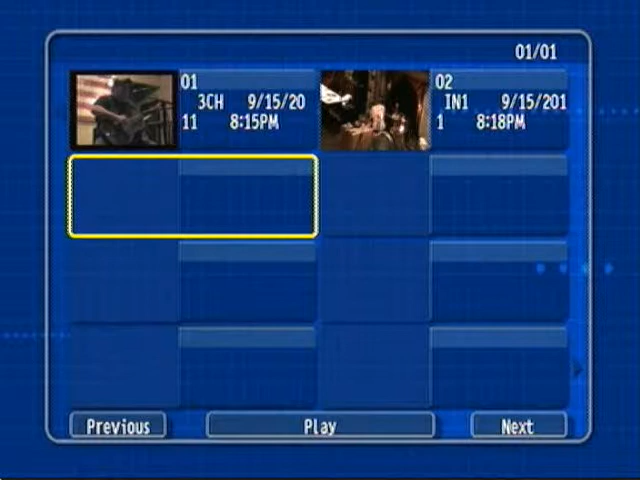 01/01
01
3CH 9/15/20
11 8:15PM
02
IN1 9/15/201
1 8:18PM
Previous
Play
Next